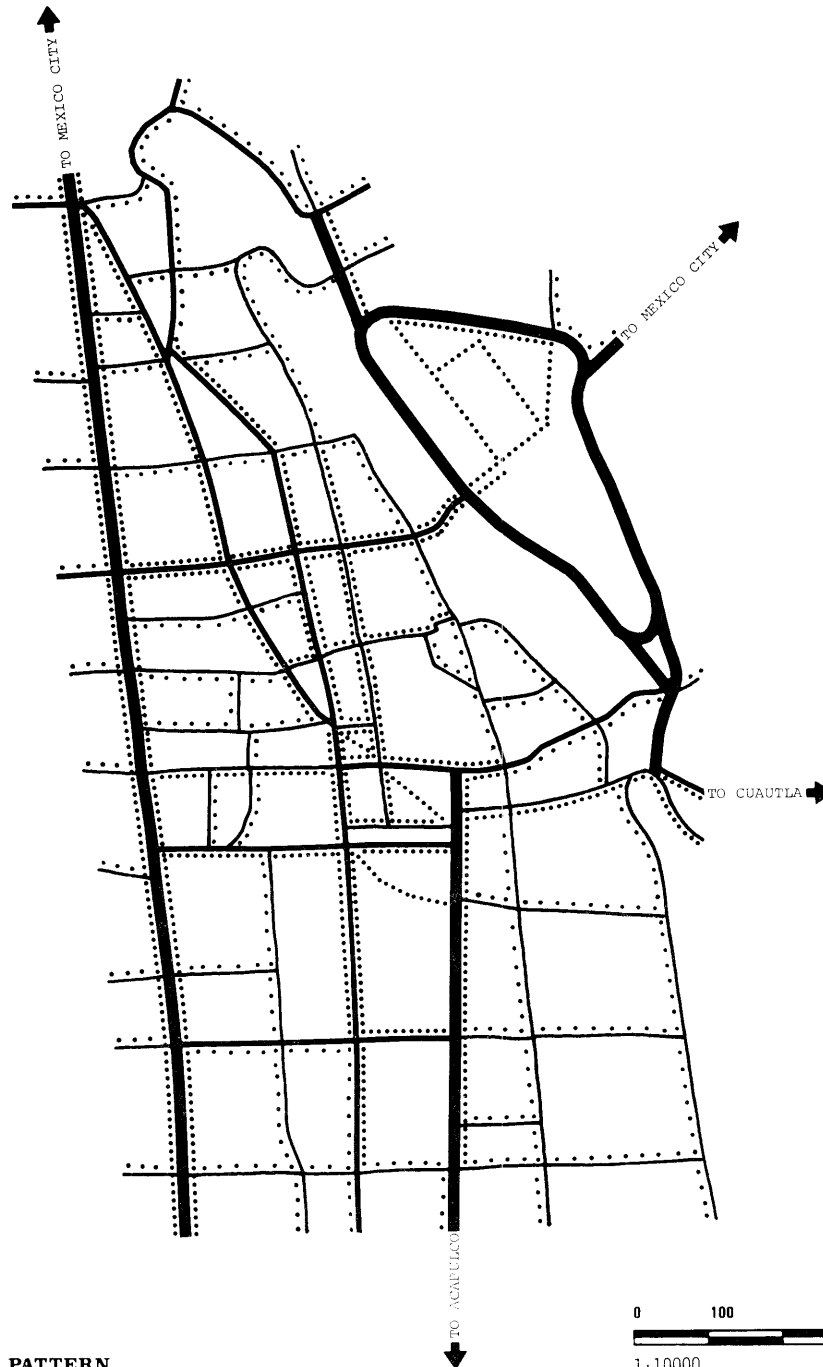 TO MEXICO CITY
TO MEXICO CITY
TO CUAUTLA
TO ACAPULCO
0 100
PATTERN
1.10000